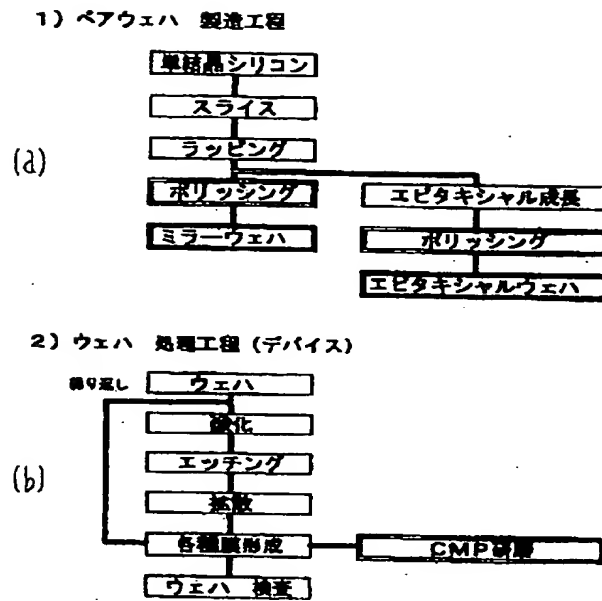 1) ベアウェハ 製造工程
単結晶シリコン
スライス
ラッピング
(a)
ポリッシング
エピタキシャル成長
ミラーウェハ
ポリッシング
エピタキシャルウェハ
2) ウェハ 処理工程 (デバイス)
繰り返し
ウェハ
酸化
エッチング
(b)
拡散
各種膜形成
CMP研磨
ウェハ 検査